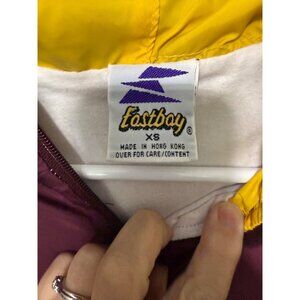 Eastbay®
XS
MADE IN HONG KONG
OVER FOR CARE/CONTENT